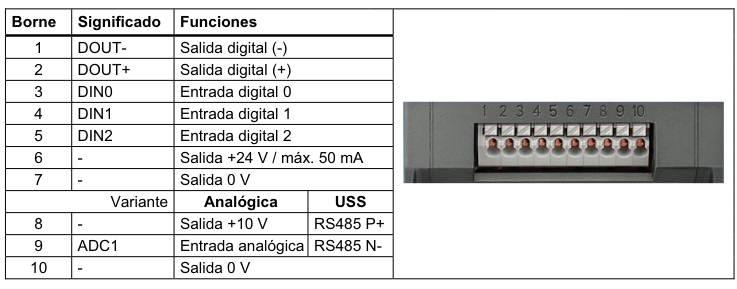 Borne Significado Funciones
1 DOUT- Salida digital (-)
2 DOUT+ Salida digital (+)
3 DIN0 Entrada digital 0
4 DIN1 Entrada digital 1
5 DIN2 Entrada digital 2
6 - Salida +24 V / máx. 50 mA
7 - Salida 0 V
Variante Analógica USS
8 - Salida +10 V RS485 P+
9 ADC1 Entrada analógica RS485 N-
10 - Salida 0 V
1 2 3 4 5 6 7 8 9 10